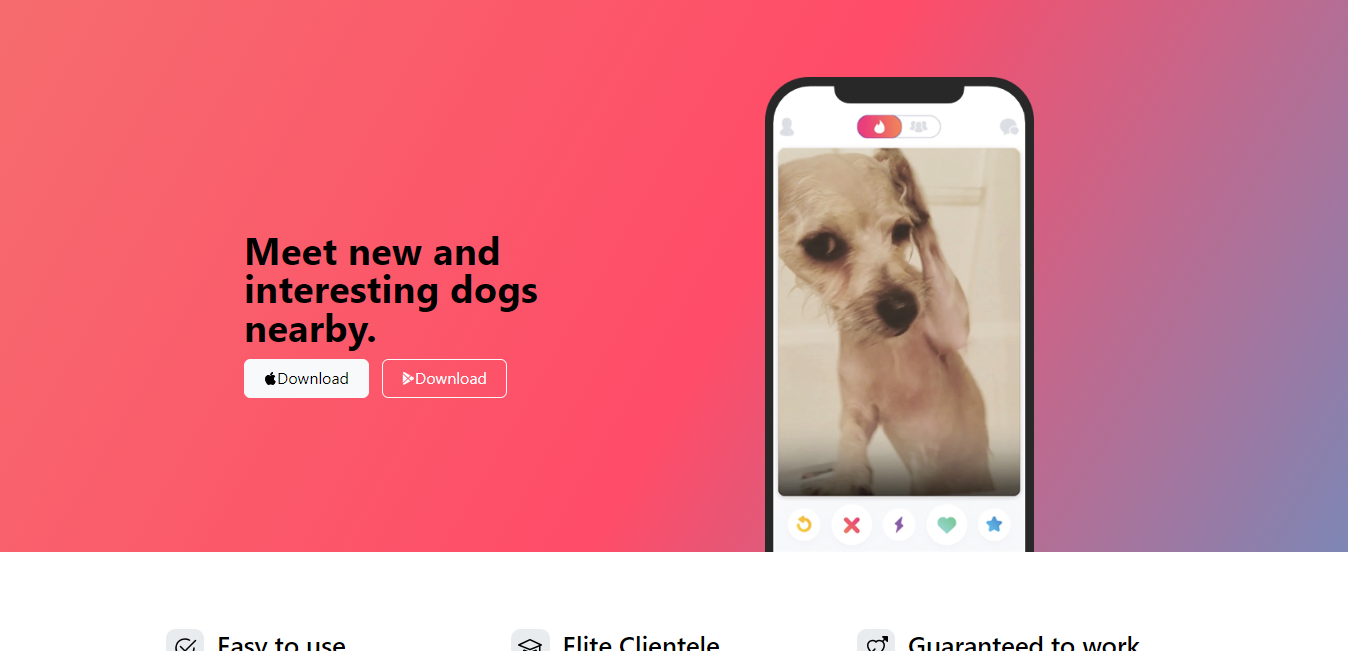 Meet new and
interesting dogs
nearby.
Download
Download
Easy to use
Elite Clientele
Guaranteed to work